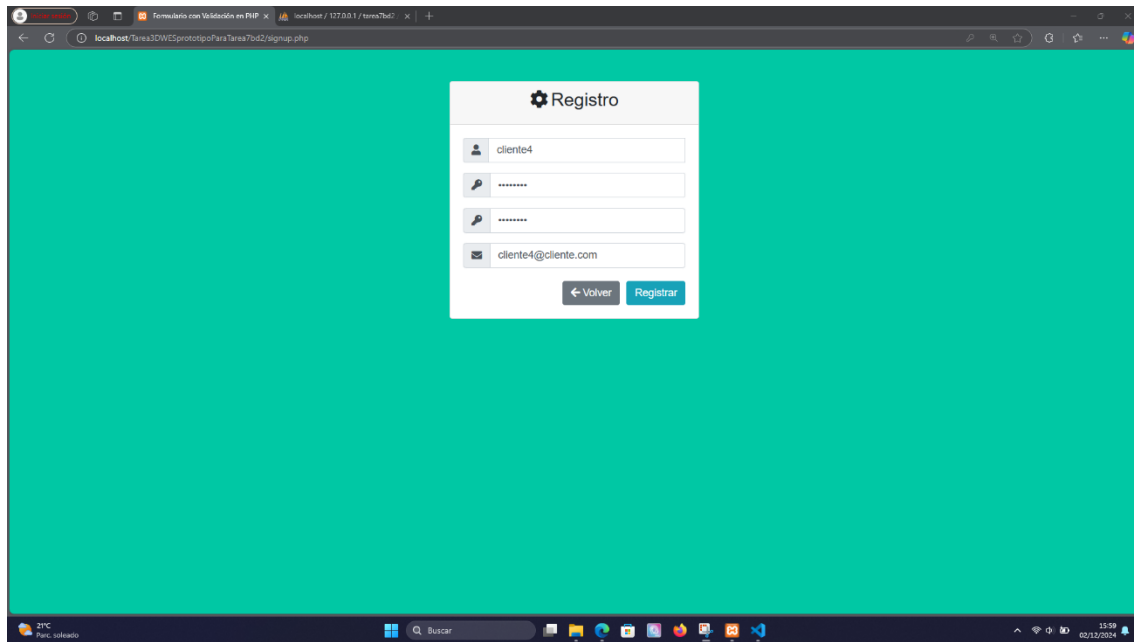 Formulario con Validación en PHP
localhost / 127.0.0.1 / tarea7bd2
localhost/Tarea3DWESprototipoParaTarea7bd2/signup.php
Registro
cliente4
••••••••
••••••••
cliente4@cliente.com
Volver
Registrar
21°C
Parc. soleado
Buscar
15:59
02/12/2024